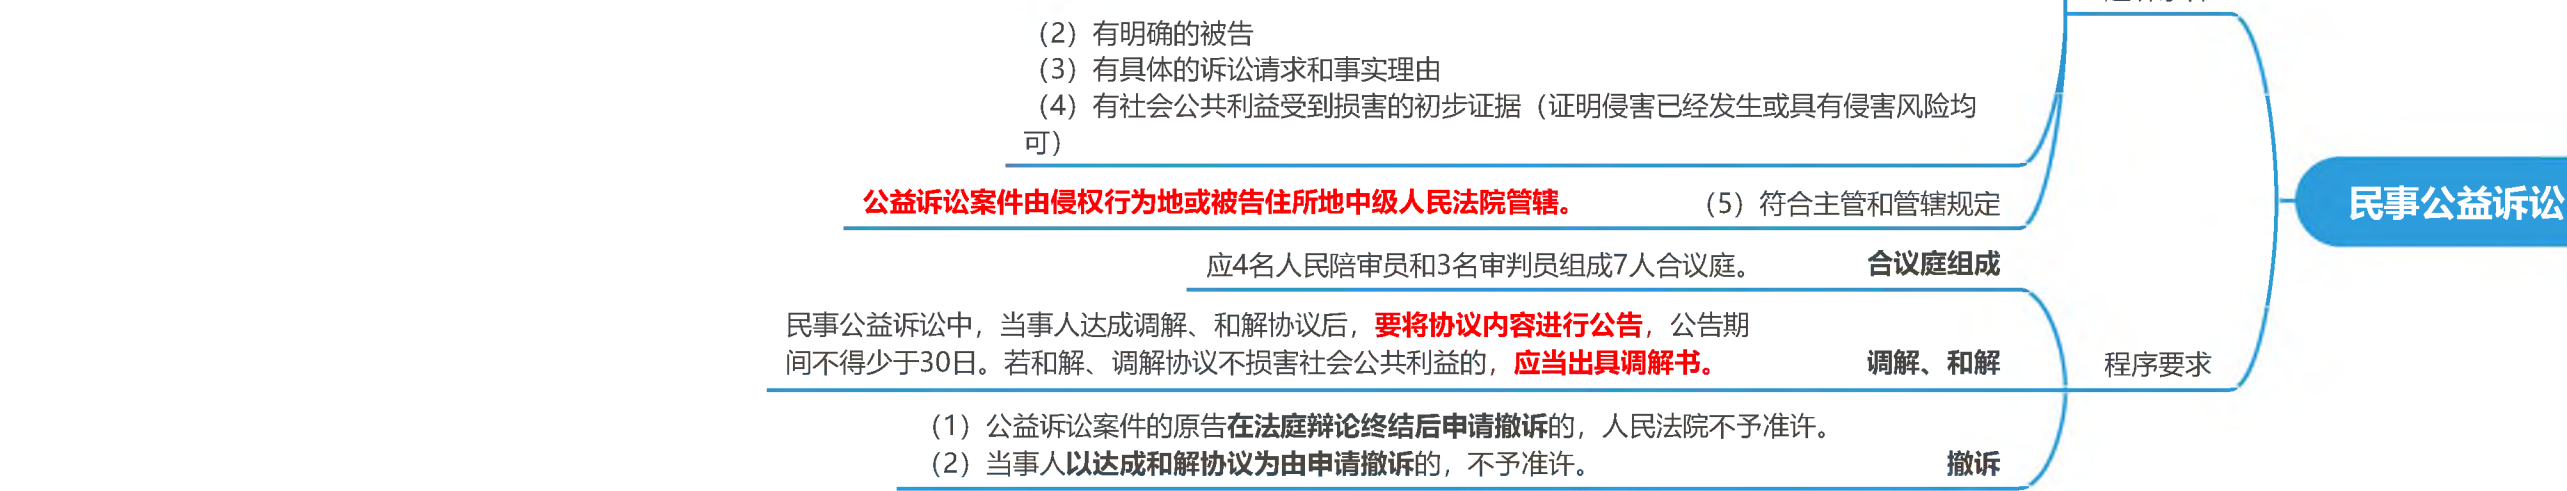 （2）有明确的被告
（3）有具体的诉讼请求和事实理由
（4）有社会公共利益受到损害的初步证据（证明侵害已经发生或具有侵害风险均
可）
公益诉讼案件由侵权行为地或被告住所地中级人民法院管辖。
（5）符合主管和管辖规定
民事公益诉讼
应4名人民陪审员和3名审判员组成7人合议庭。
合议庭组成
民事公益诉讼中，当事人达成调解、和解协议后，要将协议内容进行公告，公告期
间不得少于30日。若和解、调解协议不损害社会公共利益的，应当出具调解书。
调解、和解
程序要求
（1）公益诉讼案件的原告在法庭辩论终结后申请撤诉的，人民法院不予准许。
（2）当事人以达成和解协议为由申请撤诉的，不予准许。
撤诉